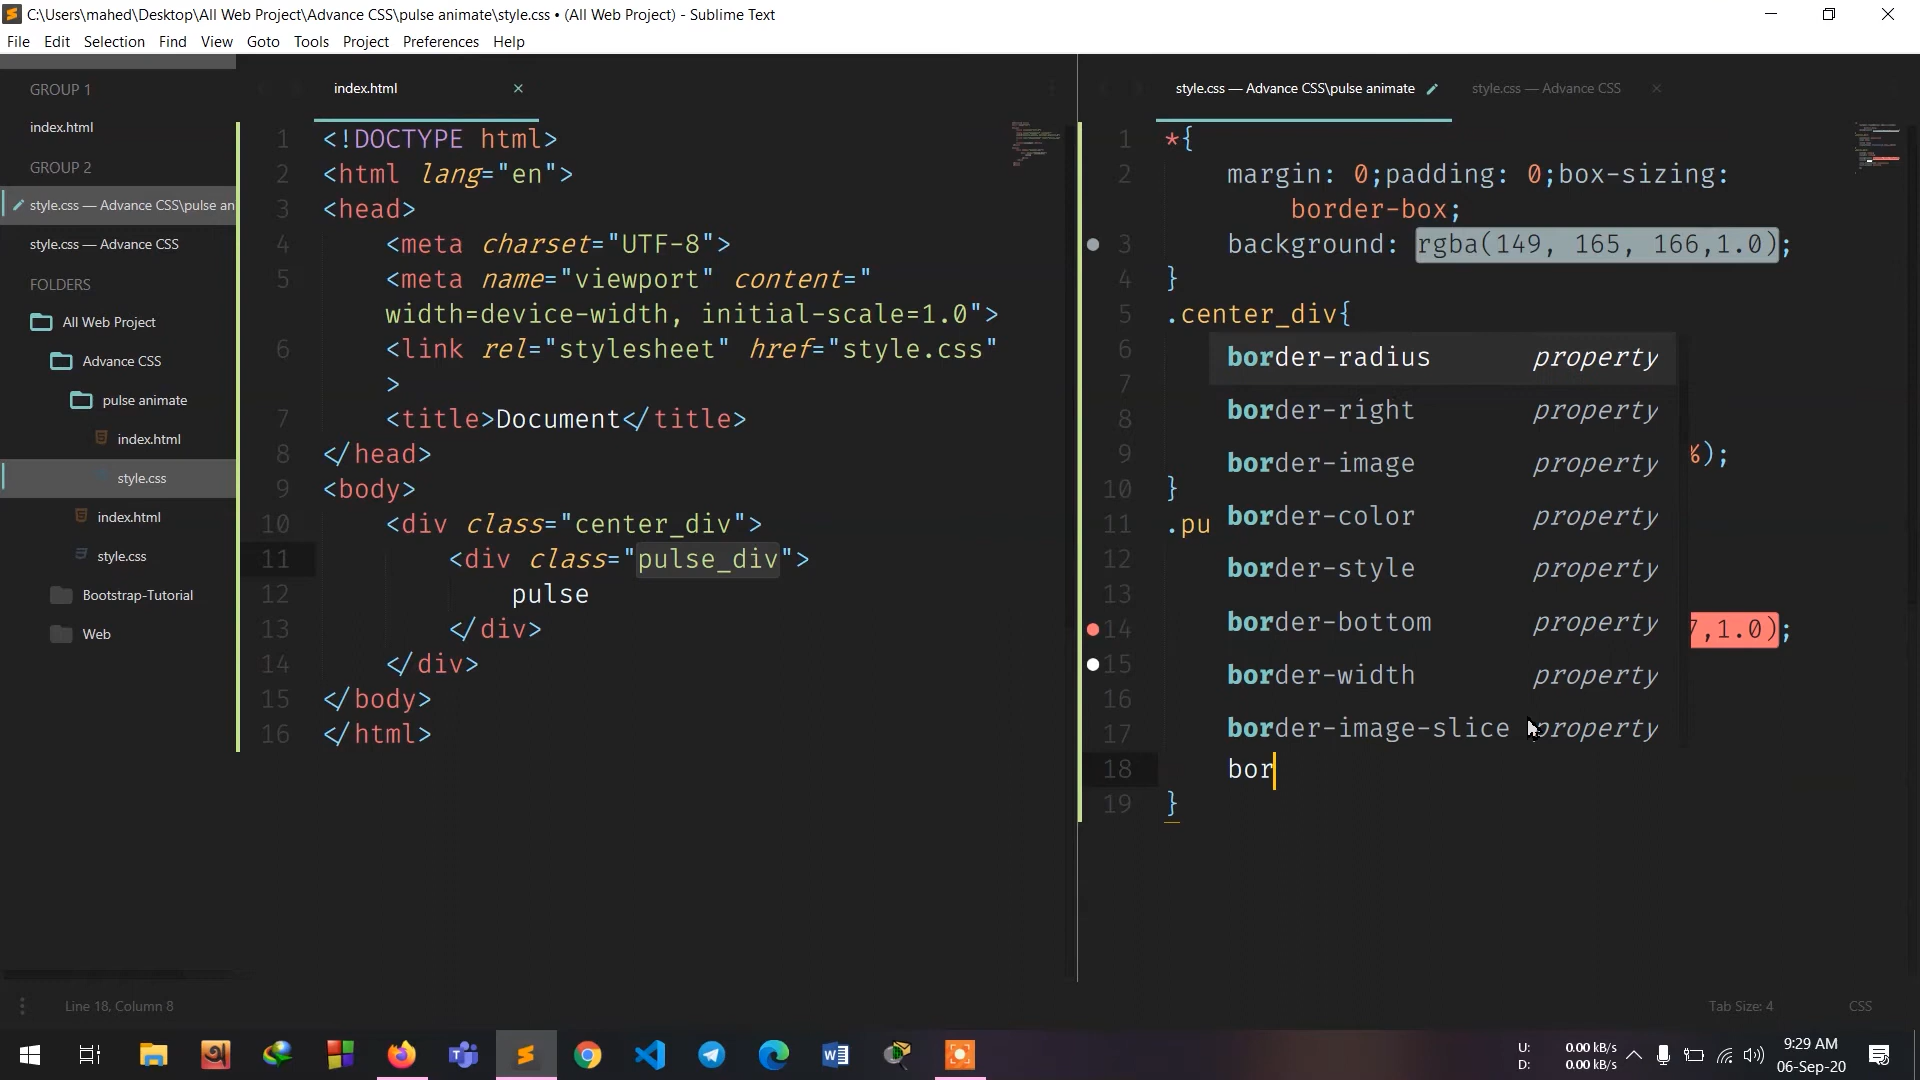 C:\Users\mahed\Desktop\All Web Project\Advance CSS\pulse animate\style.css • (All Web Project) - Sublime Text
File Edit Selection Find View Goto Tools Project Preferences Help
GROUP 1
index.html
GROUP 2
style.css — Advance CSS\pulse an
style.css — Advance CSS
FOLDERS
All Web Project
Advance CSS
pulse animate
index.html
style.css
index.html
style.css
Bootstrap-Tutorial
Web
index.html
1 <!DOCTYPE html>
2 <html lang="en">
3 <head>
4 <meta charset="UTF-8">
5 <meta name="viewport" content="
width=device-width, initial-scale=1.0">
6 <link rel="stylesheet" href="style.css"
>
7 <title>Document</title>
8 </head>
9 <body>
10 <div class="center_div">
11 <div class="pulse_div">
12 pulse
13 </div>
14 </div>
15 </body>
16 </html>
style.css — Advance CSS\pulse animate
style.css — Advance CSS
1 *{
2 margin: 0;padding: 0;box-sizing:
border-box;
3 background: rgba(149, 165, 166,1.0);
4 }
5 .center_div{
6
7
8
9 %);
10 }
11 .pu
12
13
14 7,1.0);
15
16
17
18 bor
19 }
border-radius property
border-right property
border-image property
border-color property
border-style property
border-bottom property
border-width property
border-image-slice property
Line 18, Column 8
Tab Size: 4
CSS
U: 0.00 kB/s
D: 0.00 kB/s
9:29 AM
06-Sep-20